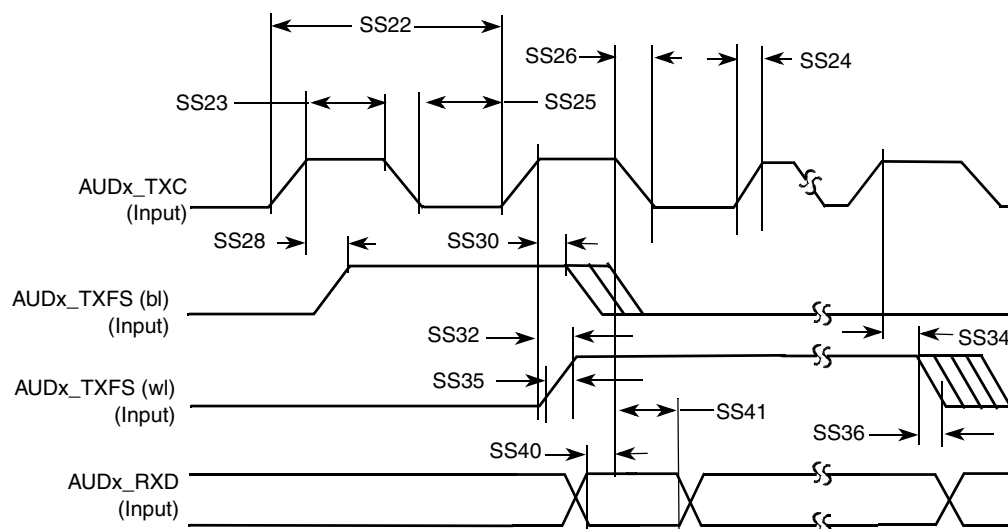 SS22
SS26
SS24
SS23
SS25
AUDx_TXC
(Input)
SS28
SS30
AUDx_TXFS (bl)
(Input)
SS32
SS34
SS35
AUDx_TXFS (wl)
(Input)
SS41
SS36
SS40
AUDx_RXD
(Input)